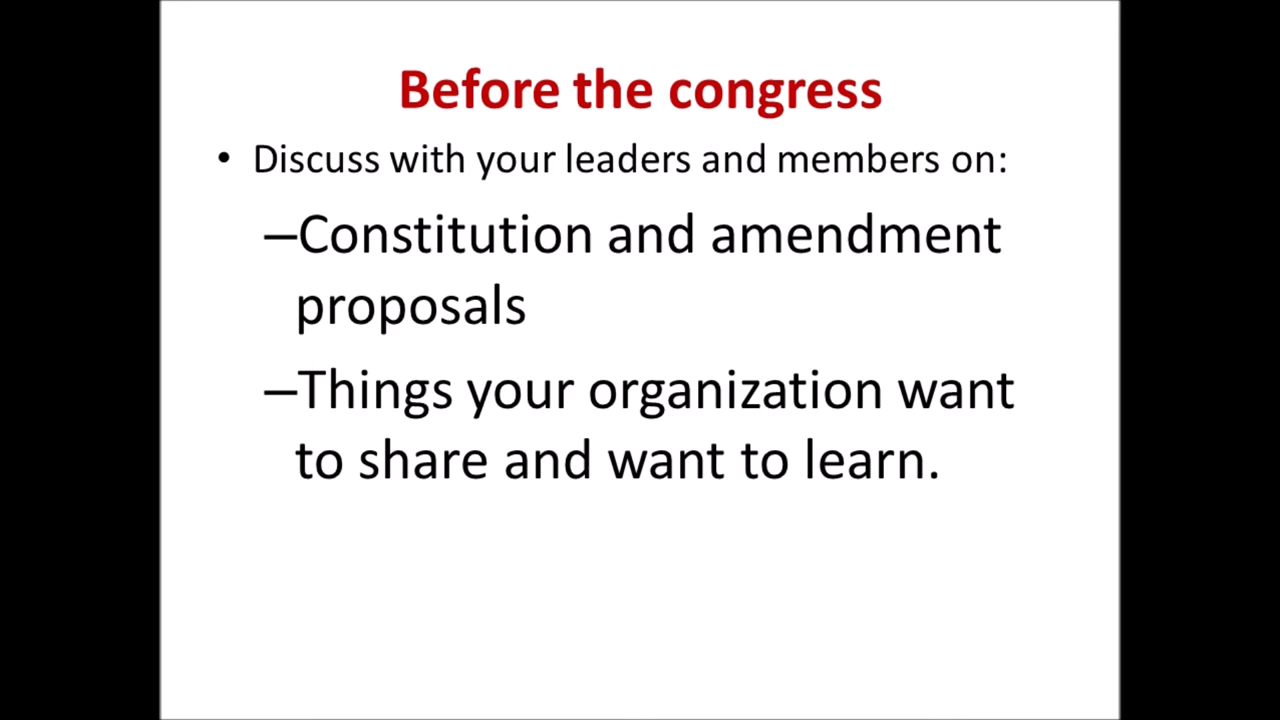 Before the congress
• Discuss with your leaders and members on:
–Constitution and amendment
proposals
–Things your organization want
to share and want to learn.